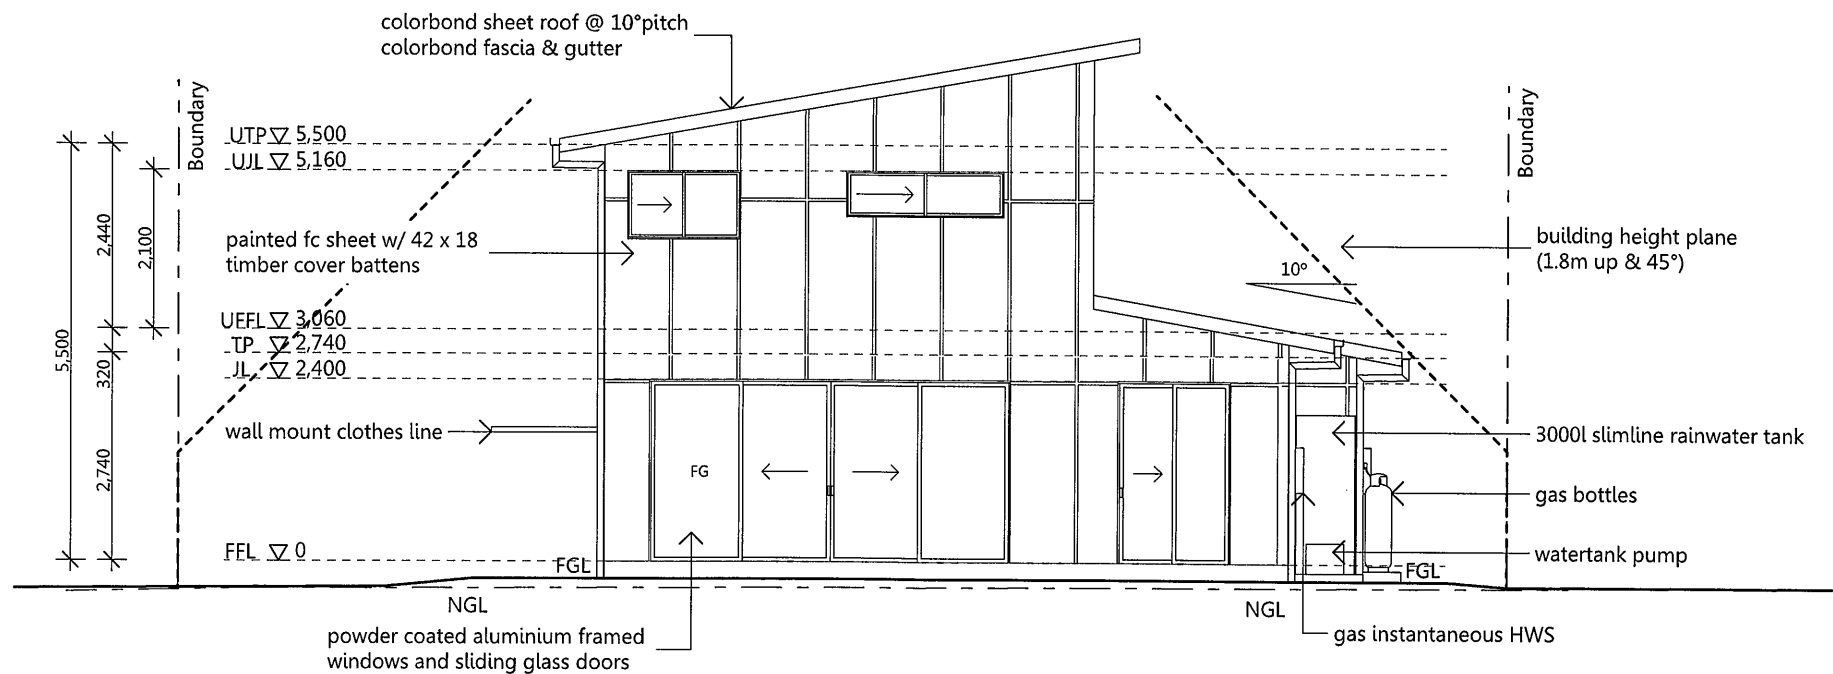 colorbond sheet roof @ 10°pitch
colorbond fascia & gutter
Boundary
Boundary
UTP 5,500
UJL 5,160
2,440
2,100
painted fc sheet w/ 42 x 18
timber cover battens
building height plane
(1.8m up & 45°)
10°
UFFL 3,060
TP 2,740
JL 2,400
5,500
320
wall mount clothes line
3000l slimline rainwater tank
2,740
FG
gas bottles
FFL 0
watertank pump
FGL
FGL
NGL
NGL
powder coated aluminium framed
windows and sliding glass doors
gas instantaneous HWS